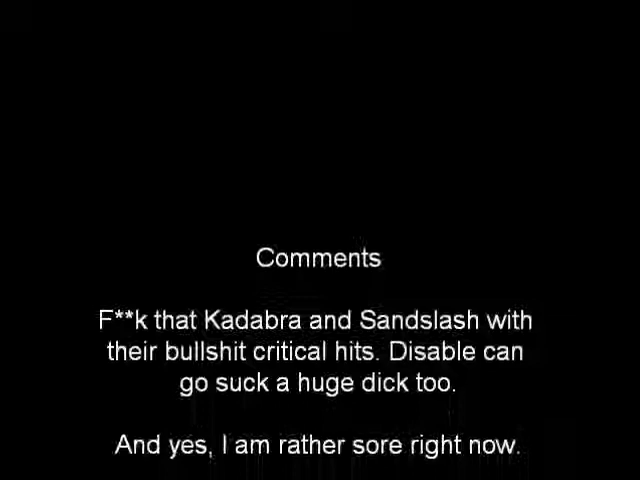 Comments
F**k that Kadabra and Sandslash with
their bullshit critical hits. Disable can
go suck a huge dick too.
And yes, I am rather sore right now.